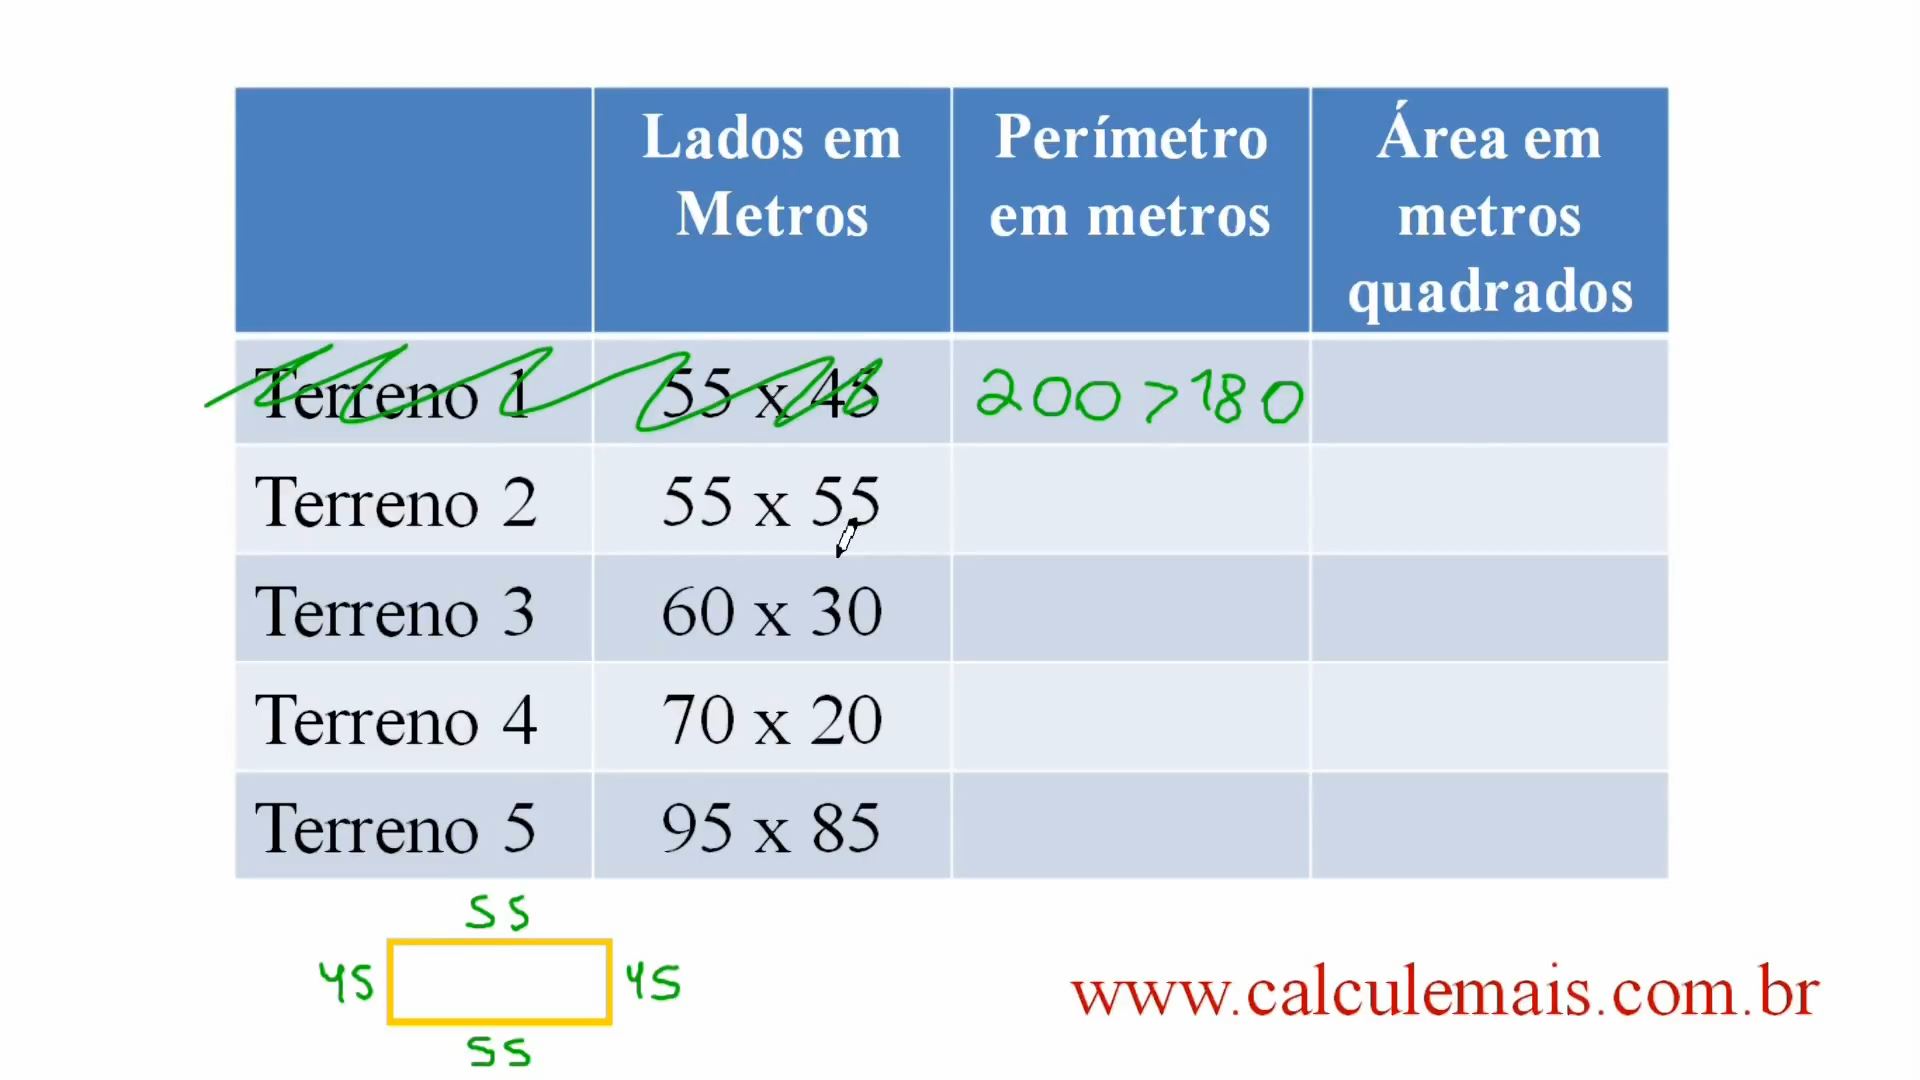 Lados em Metros
Perímetro em metros
Área em metros quadrados
Terreno 1 55 x 45 200 > 180
Terreno 2 55 x 55
Terreno 3 60 x 30
Terreno 4 70 x 20
Terreno 5 95 x 85
55
45 45
55
www.calculemais.com.br